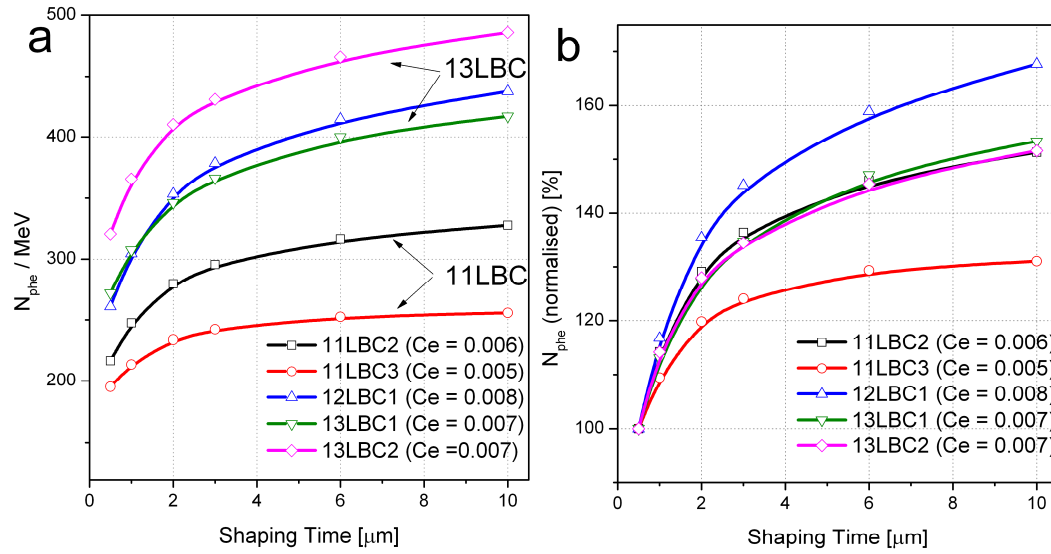 a
500
400
300
200
N_phe / MeV
13LBC
11LBC
11LBC2 (Ce = 0.006)
11LBC3 (Ce = 0.005)
12LBC1 (Ce = 0.008)
13LBC1 (Ce = 0.007)
13LBC2 (Ce =0.007)
0 2 4 6 8 10
Shaping Time [μm]
b
160
140
120
100
N_phe (normalised) [%]
11LBC2 (Ce = 0.006)
11LBC3 (Ce = 0.005)
12LBC1 (Ce = 0.008)
13LBC1 (Ce = 0.007)
13LBC2 (Ce = 0.007)
0 2 4 6 8 10
Shaping Time [μm]